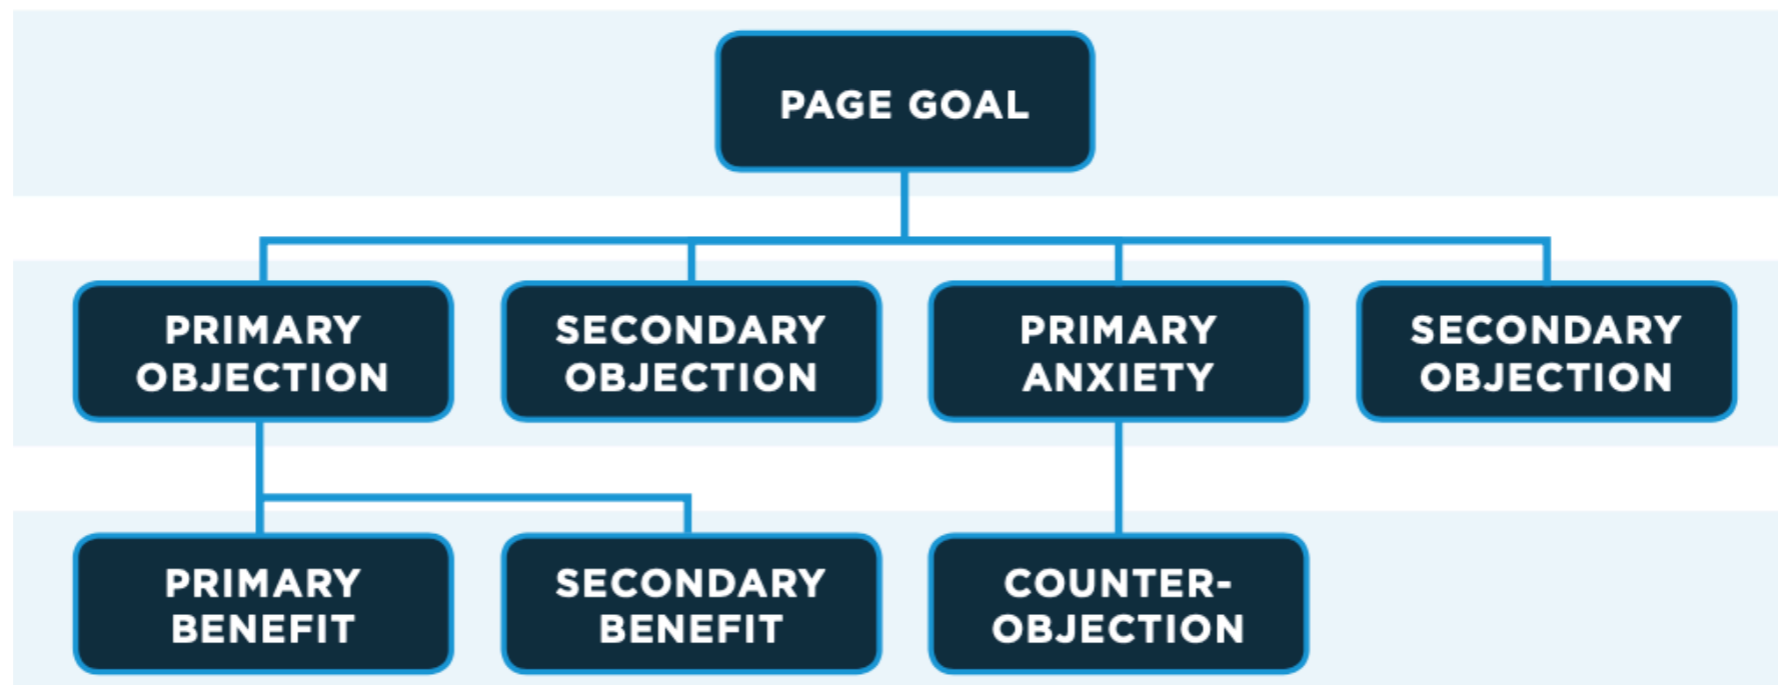 PAGE GOAL
PRIMARY
OBJECTION
SECONDARY
OBJECTION
PRIMARY
ANXIETY
SECONDARY
OBJECTION
PRIMARY
BENEFIT
SECONDARY
BENEFIT
COUNTER-
OBJECTION